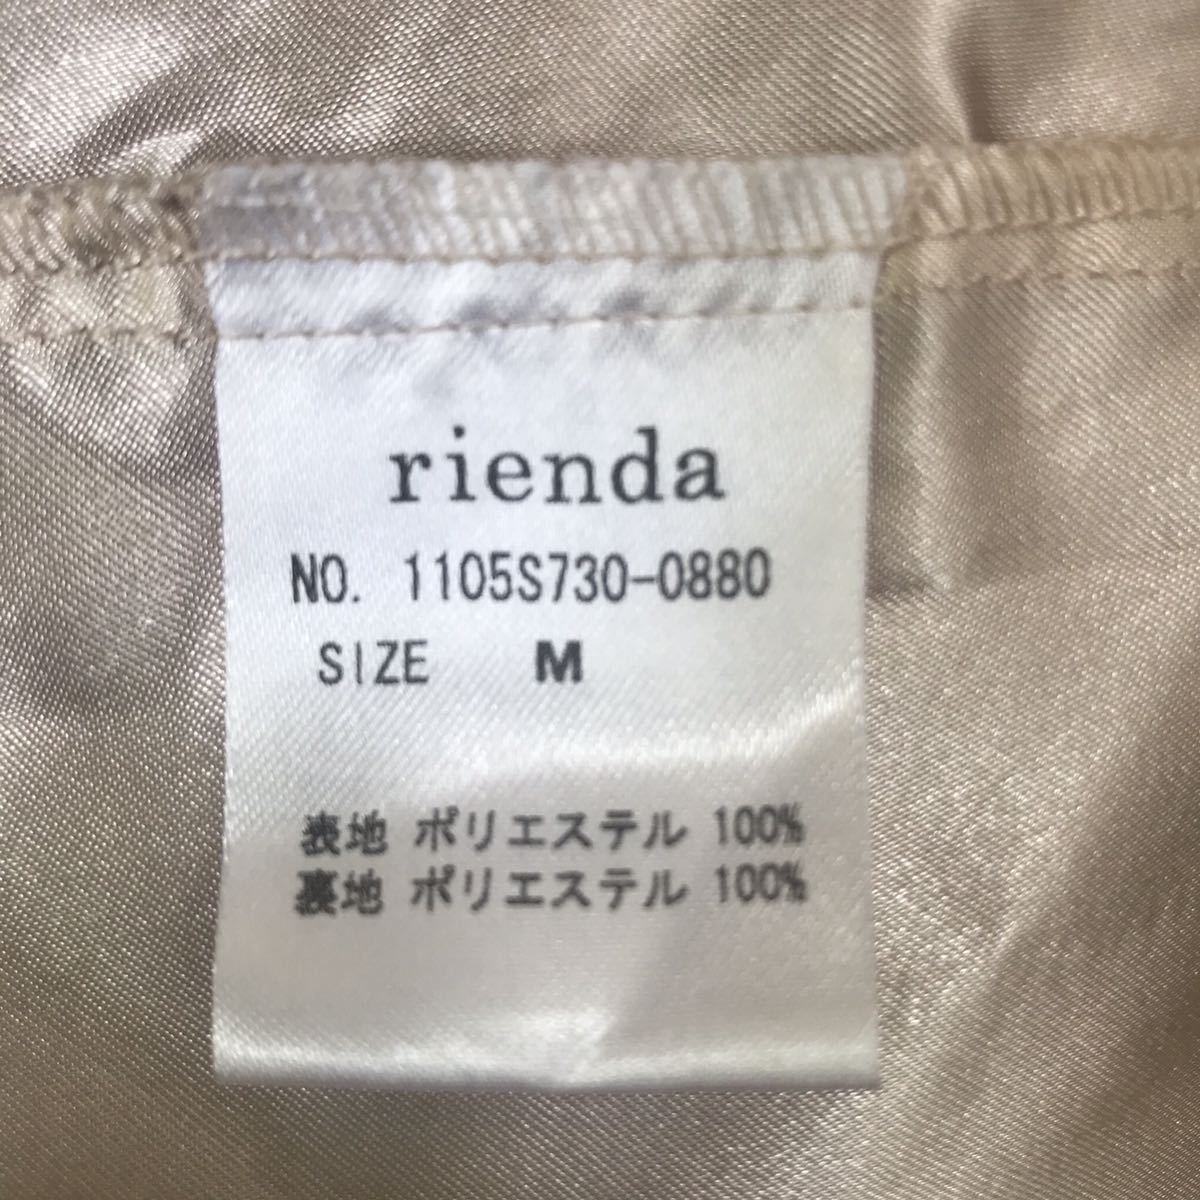 rienda
NO. 1105S730-0880
SIZE M
表地 ポリエステル 100%
裏地 ポリエステル 100%